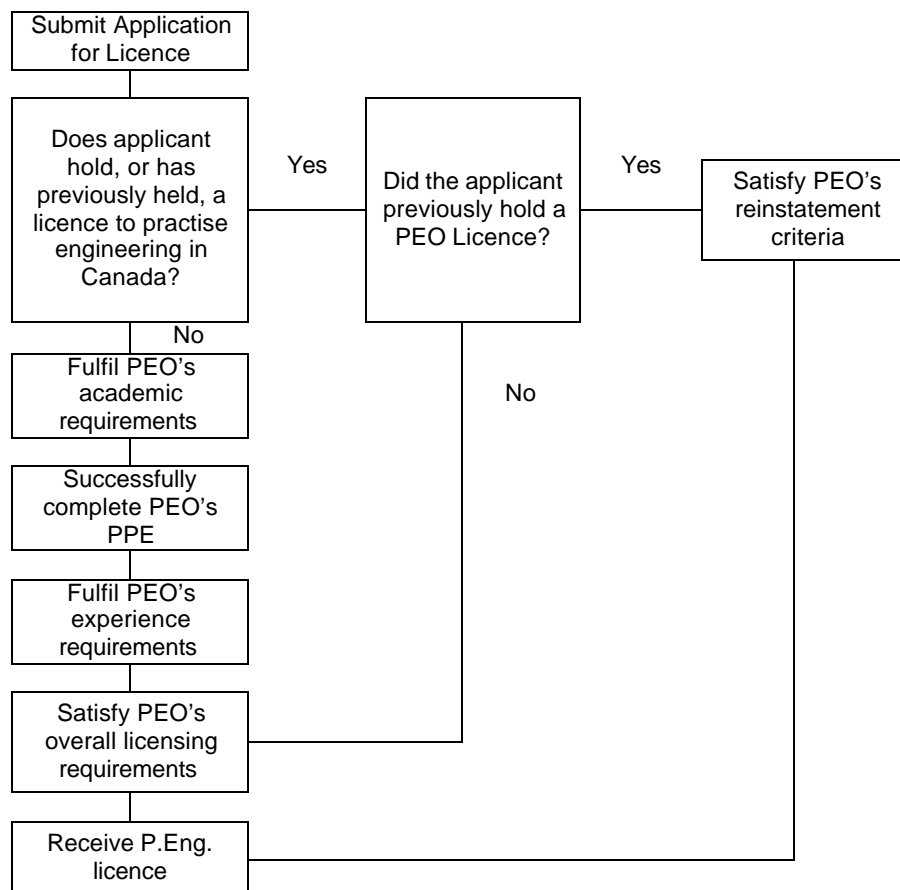 Submit Application
for Licence
Does applicant
hold, or has
previously held, a
licence to practise
engineering in
Canada?
Yes
Did the applicant
previously hold a
PEO Licence?
Yes
Satisfy PEO’s
reinstatement
criteria
No
Fulfil PEO’s
academic
requirements
No
Successfully
complete PEO’s
PPE
Fulfil PEO’s
experience
requirements
Satisfy PEO’s
overall licensing
requirements
Receive P.Eng.
licence